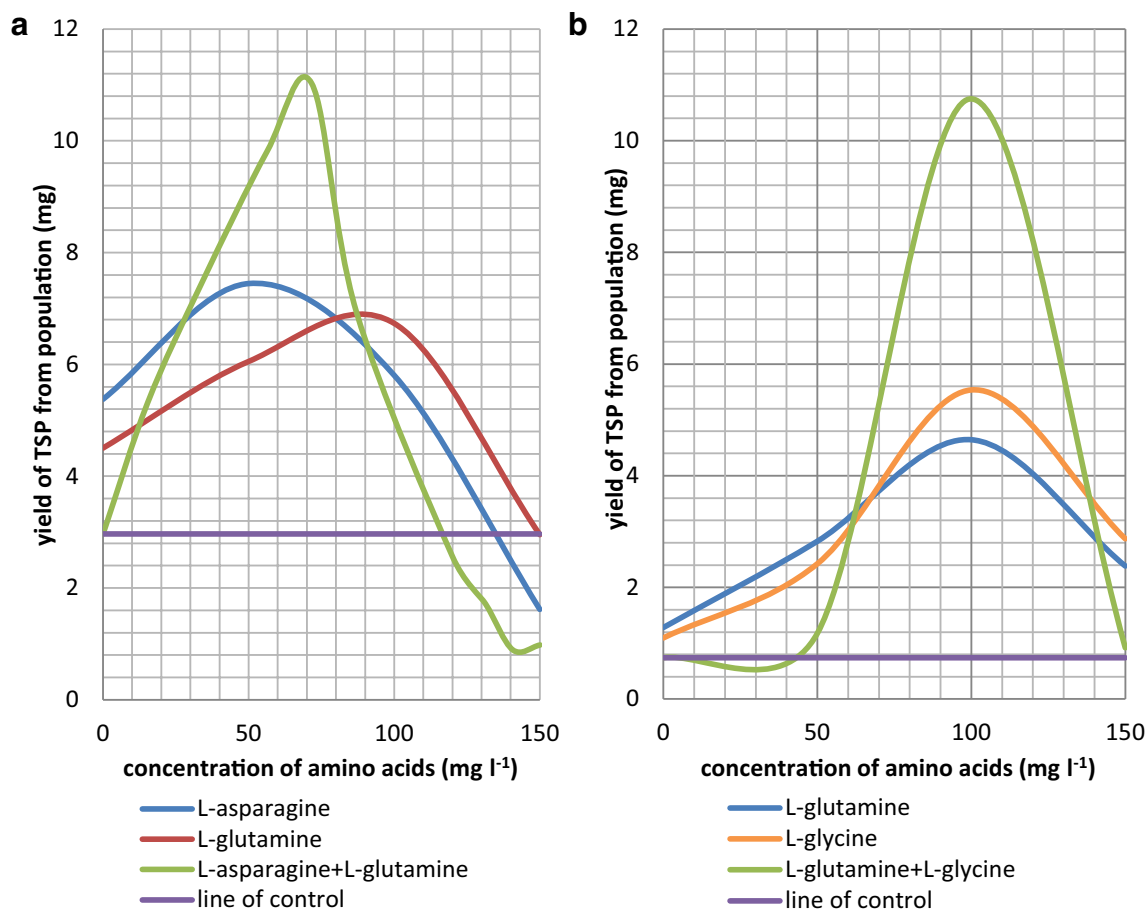 a
12
10
8
6
4
2
0
yield of TSP from population (mg)
0 50 100 150
concentration of amino acids (mg l-1)
L-asparagine
L-glutamine
L-asparagine+L-glutamine
line of control
b
12
10
8
6
4
2
0
yield of TSP from population (mg)
0 50 100 150
concentration of amino acids (mg l-1)
L-glutamine
L-glycine
L-glutamine+L-glycine
line of control